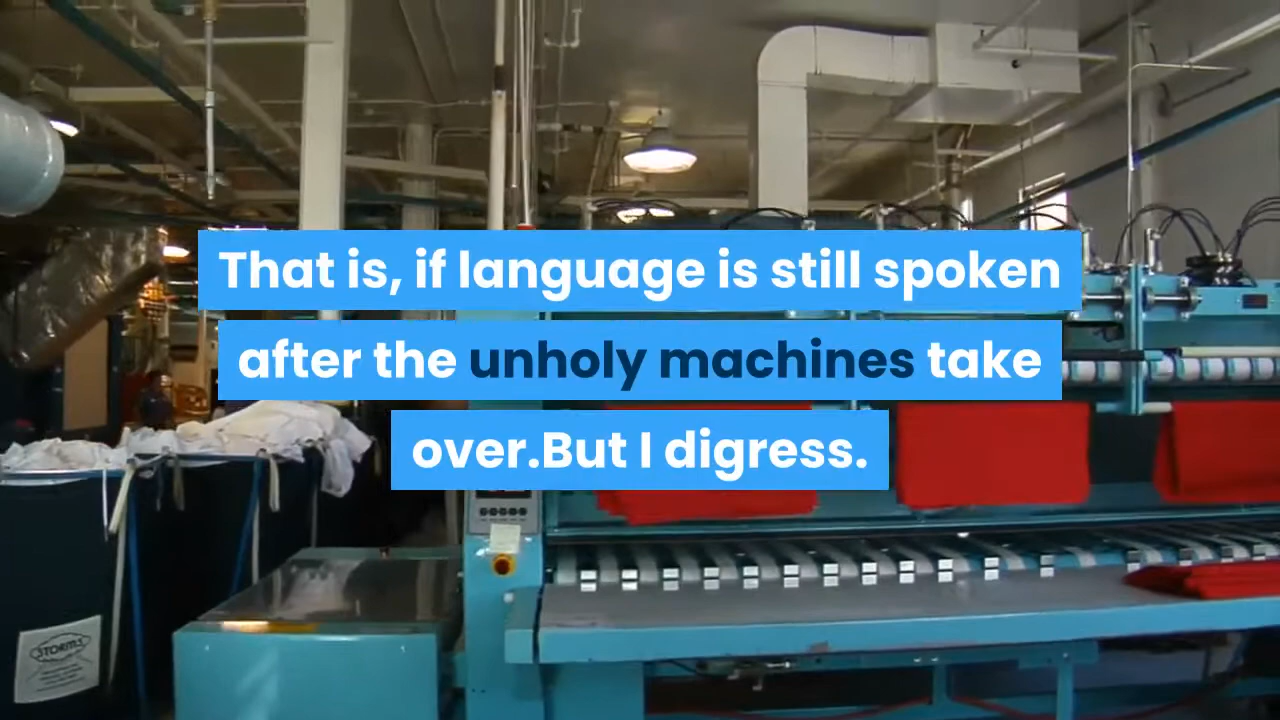 That is, if language is still spoken
after the unholy machines take
over.But I digress.
STORMS